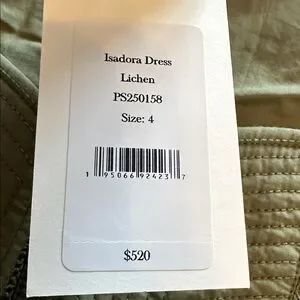 Isadora Dress
Lichen
PS250158
Size: 4
1 95066 92423 7
$520